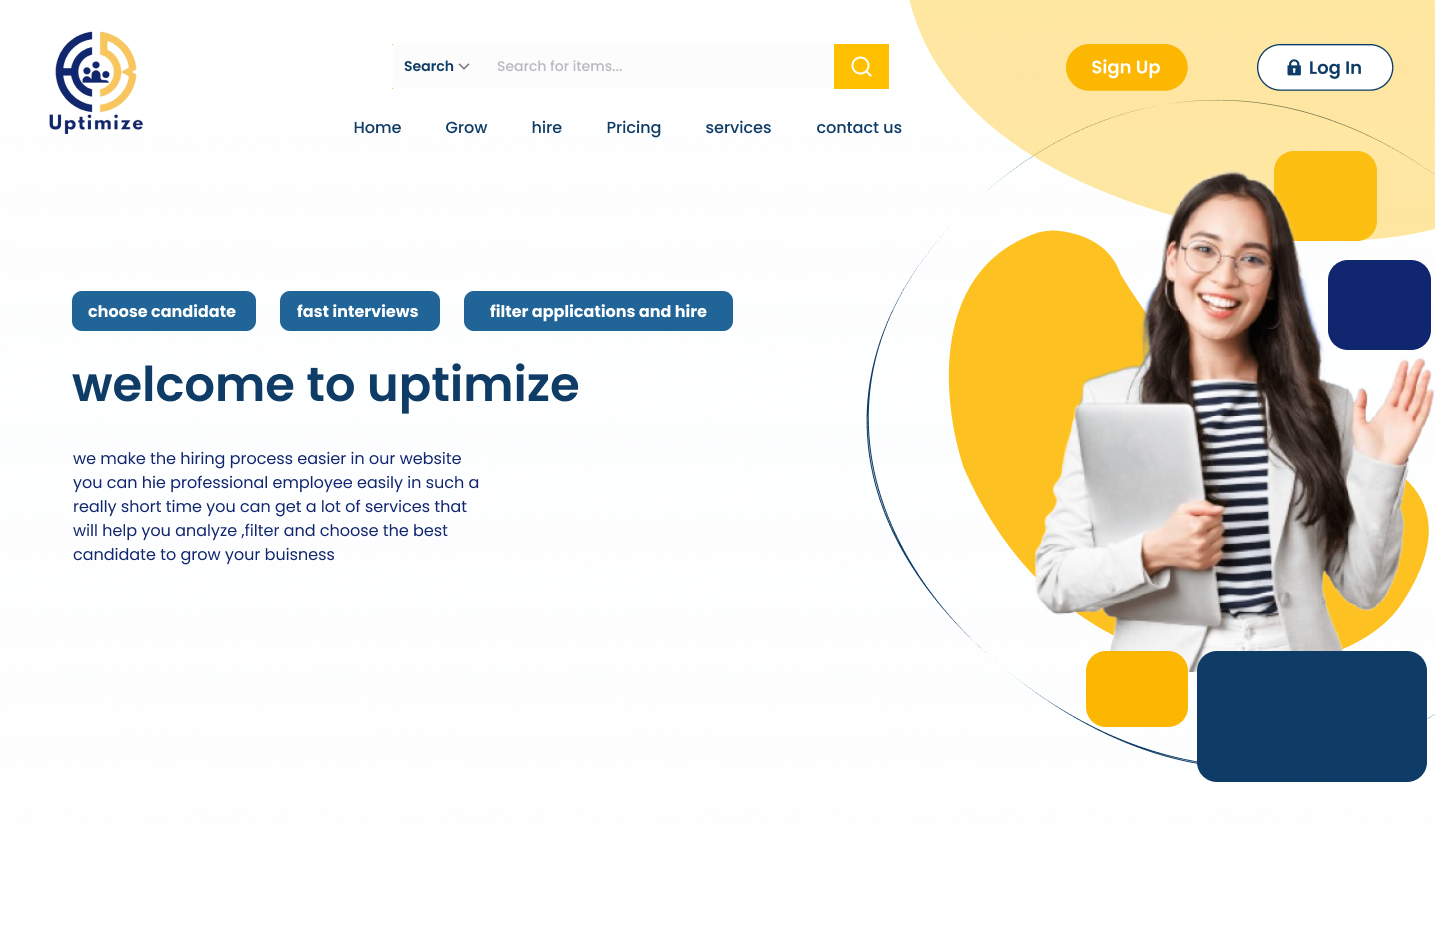 Uptimize
Search
Search for items...
Sign Up
Log In
Home
Grow
hire
Pricing
services
contact us
choose candidate
fast interviews
filter applications and hire
welcome to uptimize
we make the hiring process easier in our website
you can hie professional employee easily in such a
really short time you can get a lot of services that
will help you analyze ,filter and choose the best
candidate to grow your buisness